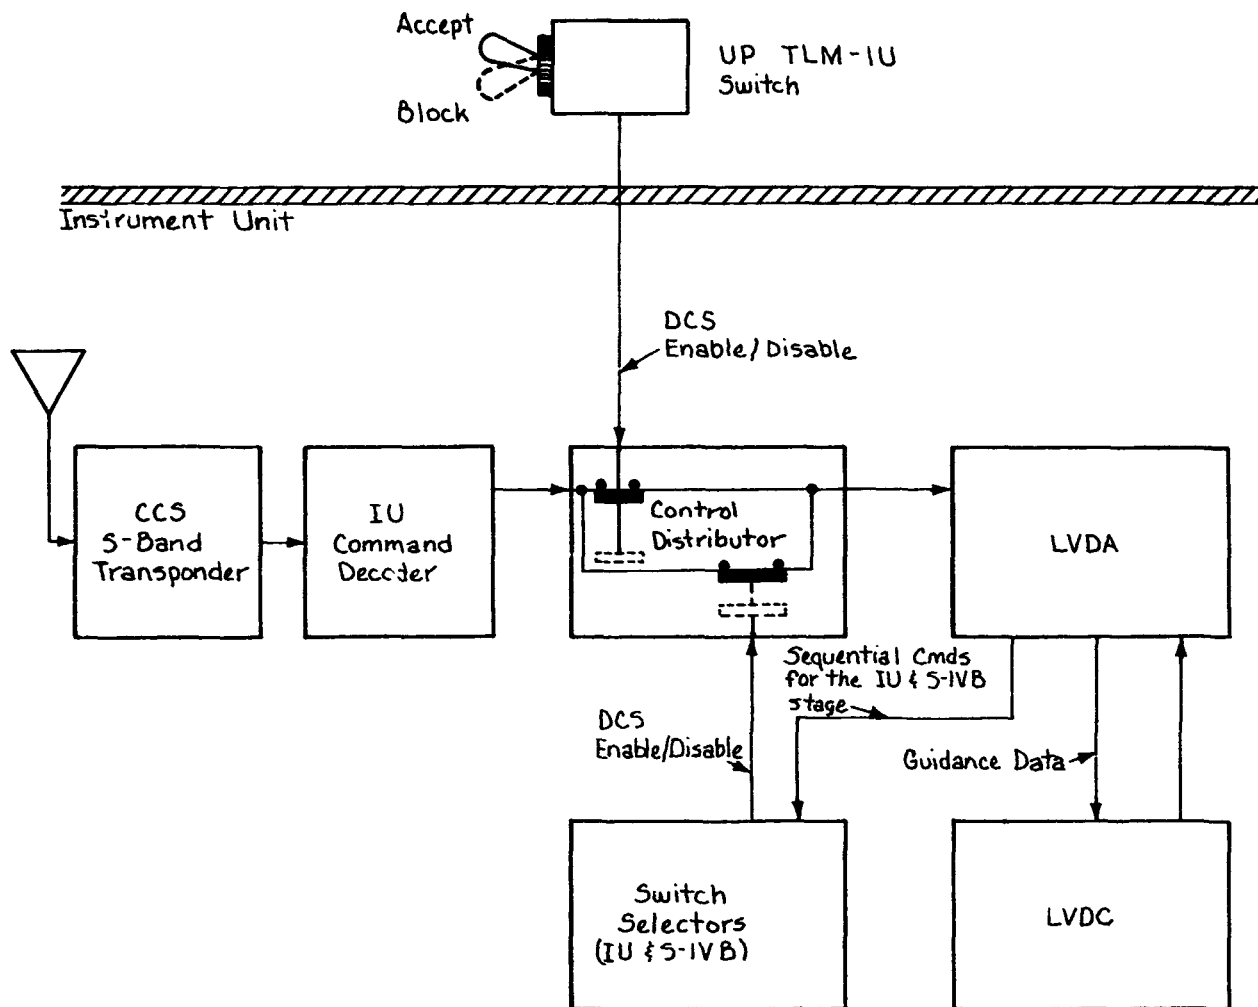 Accept
Block
UP TLM-IU
Switch
Instrument Unit
DCS
Enable/Disable
CCS
S-Band
Transponder
IU
Command
Decoder
Control
Distributor
LVDA
Sequential Cmds
for the IU & S-IVB
stage
DCS
Enable/Disable
Guidance Data
Switch
Selectors
(IU & S-IVB)
LVDC